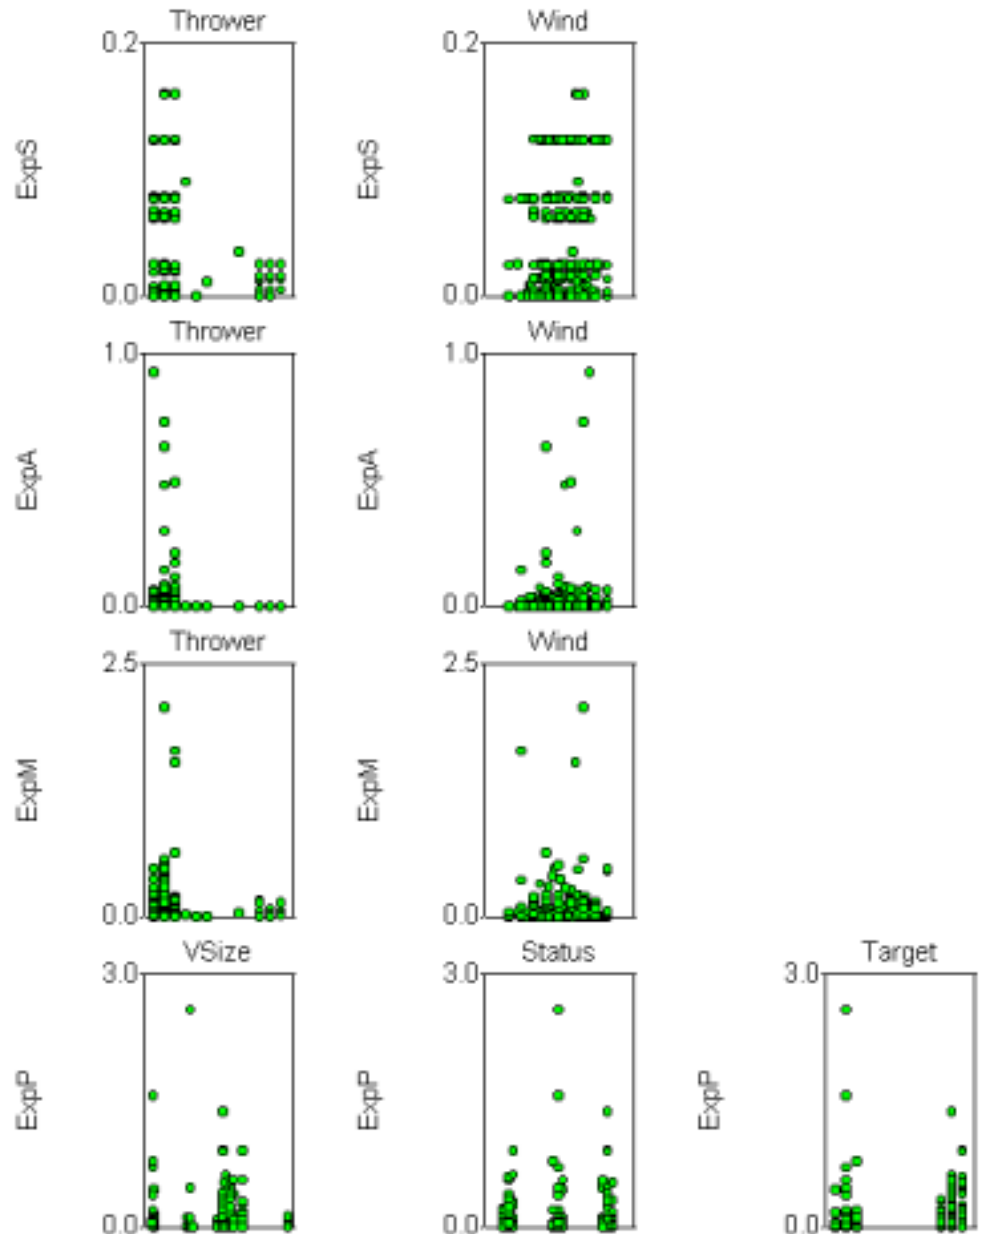 Thrower Wind
0.2 0.2
ExpS ExpS
0.0 0.0
Thrower Wind
1.0 1.0
ExpA ExpA
0.0 0.0
Thrower Wind
2.5 2.5
ExpM ExpM
0.0 0.0
VSize Status Target
3.0 3.0 3.0
ExpP ExpP ExpP
0.0 0.0 0.0